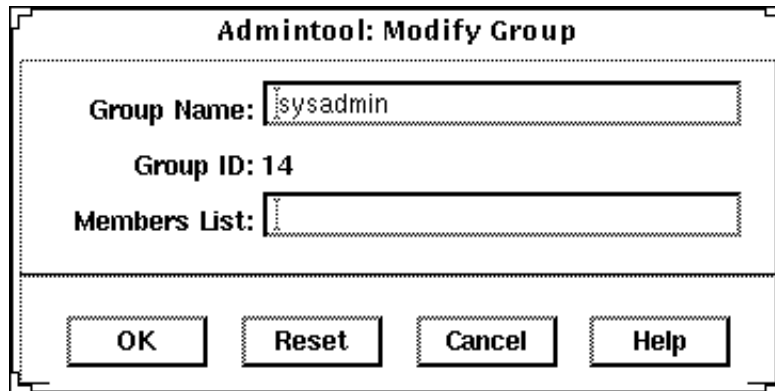 Admintool: Modify Group
Group Name: sysadmin
Group ID: 14
Members List:
OK Reset Cancel Help